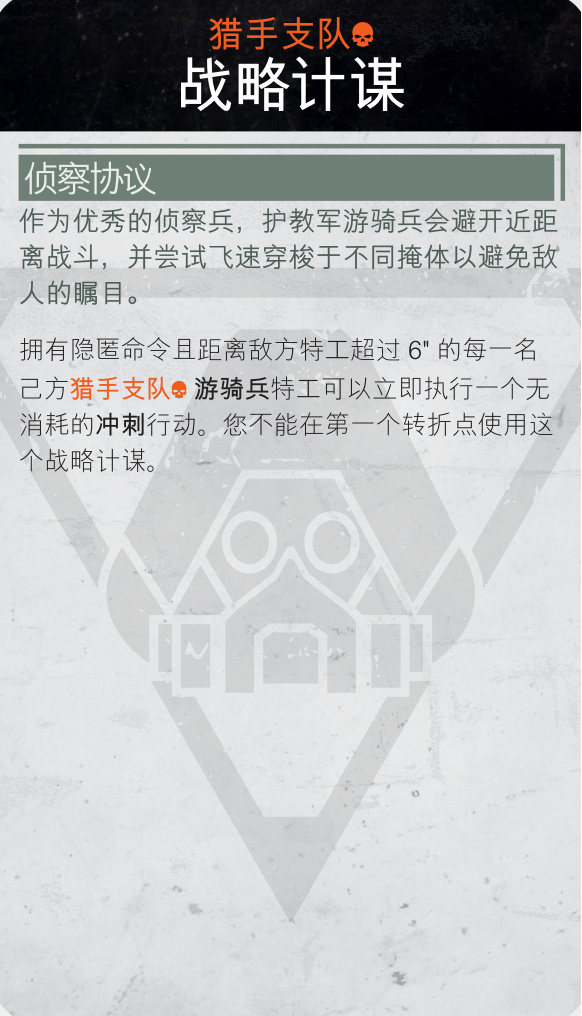 猎手支队
战略计谋
侦察协议
作为优秀的侦察兵，护教军游骑兵会避开近距
离战斗，并尝试飞速穿梭于不同掩体以避免敌
人的瞩目。
拥有隐匿命令且距离敌方特工超过 6" 的每一名
己方猎手支队 游骑兵特工可以立即执行一个无
消耗的冲刺行动。您不能在第一个转折点使用这
个战略计谋。